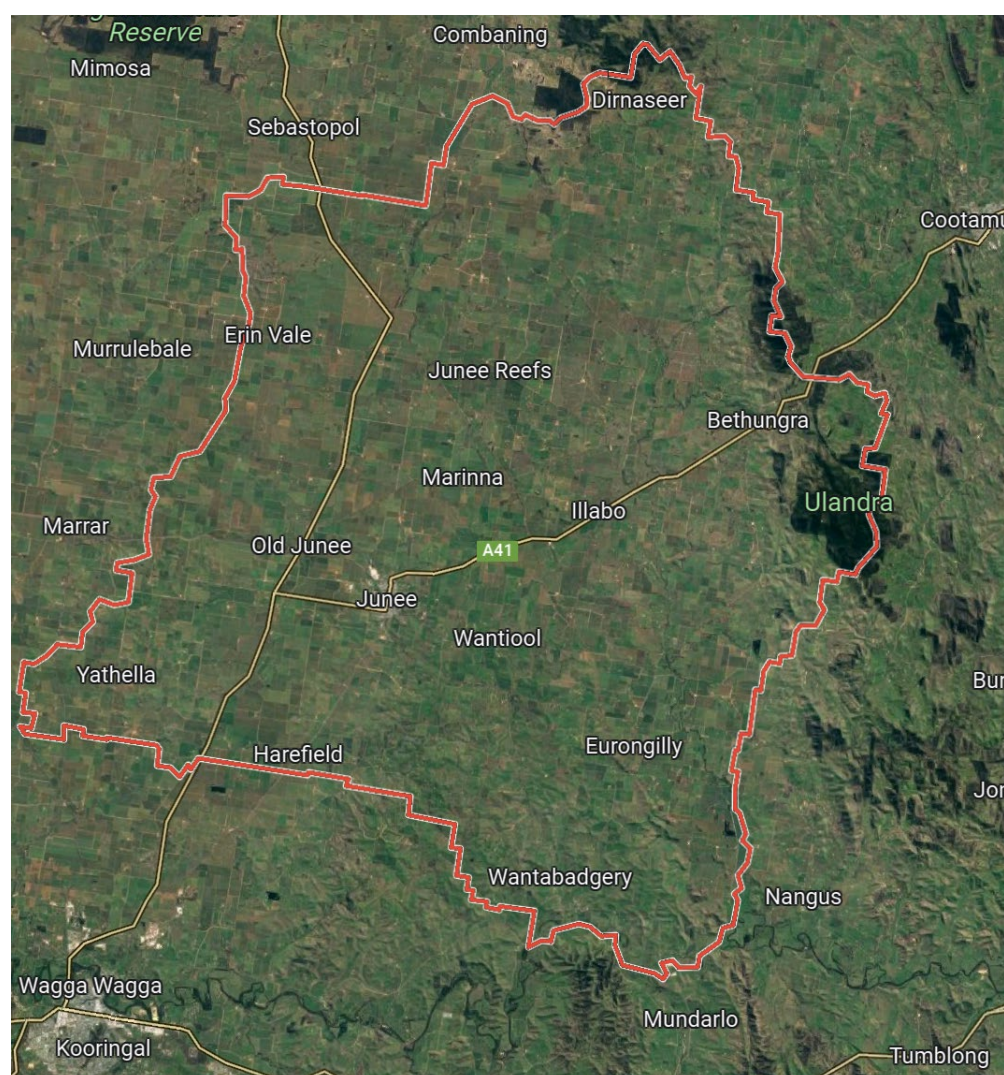 Reserve
Combaning
Mimosa
Dirnaseer
Sebastopol
Cootamu
Erin Vale
Murrulebale
Junee Reefs
Bethungra
Marinna
Ulandra
Illabo
Marrar
Old Junee
A41
Junee
Wantiool
Yathella
Bur
Eurongilly
Harefield
Jon
Wantabadgery
Nangus
Wagga Wagga
Mundarlo
Kooringal
Tumblong